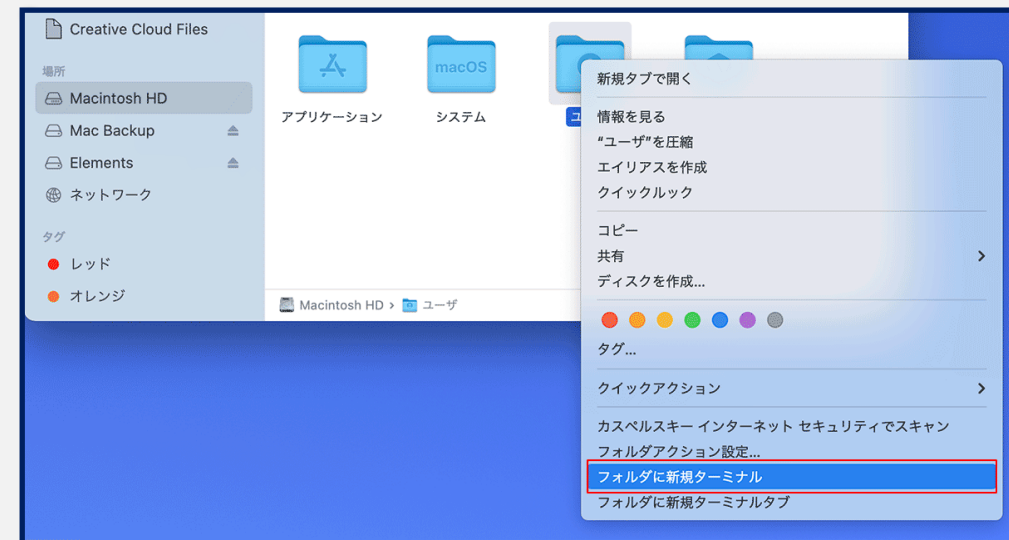 Creative Cloud Files
場所
Macintosh HD
Mac Backup
Elements
ネットワーク
タグ
レッド
オレンジ
macOS
アプリケーション
システム
ユ
Macintosh HD › ユーザ
新規タブで開く
情報を見る
“ユーザ”を圧縮
エイリアスを作成
クイックルック
コピー
共有
ディスクを作成...
タグ...
クイックアクション
カスペルスキー インターネット セキュリティでスキャン
フォルダアクション設定...
フォルダに新規ターミナル
フォルダに新規ターミナルタブ